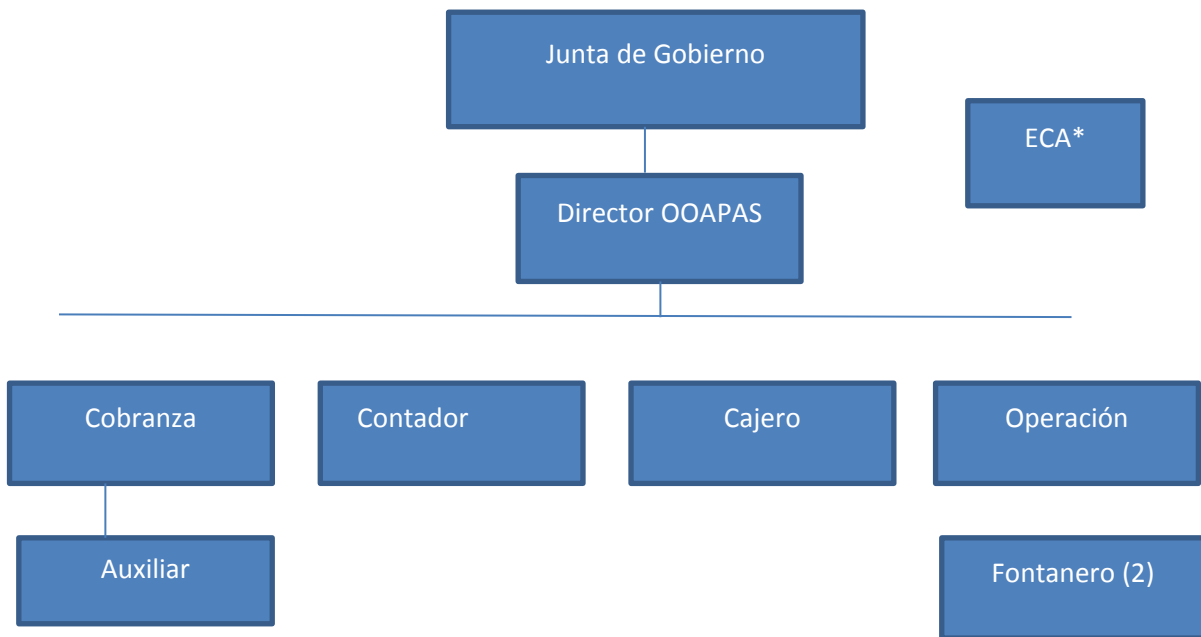 Junta de Gobierno
ECA*
Director OOAPAS
Cobranza
Contador
Cajero
Operación
Auxiliar
Fontanero (2)